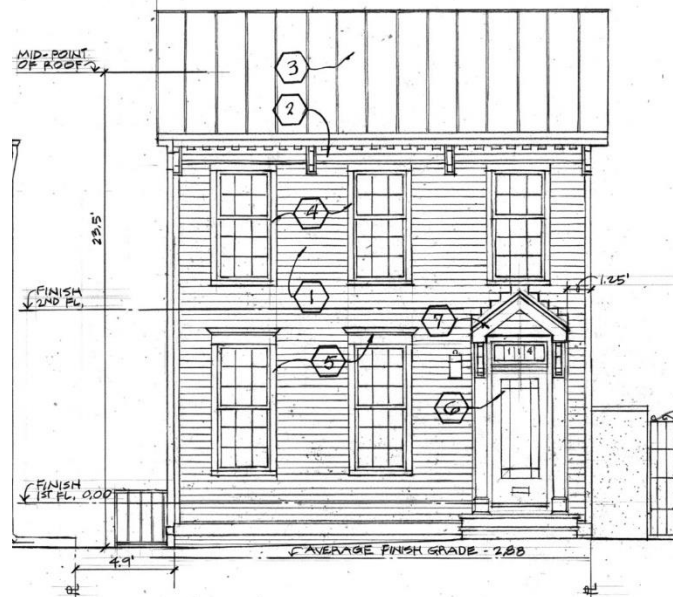 MID-POINT
OF ROOF
3
2
4
23.5'
1
1.25'
FINISH
2ND FL.
7
114
5
6
FINISH
1ST FL. 0.00
AVERAGE FINISH GRADE - 2.88
4.9'